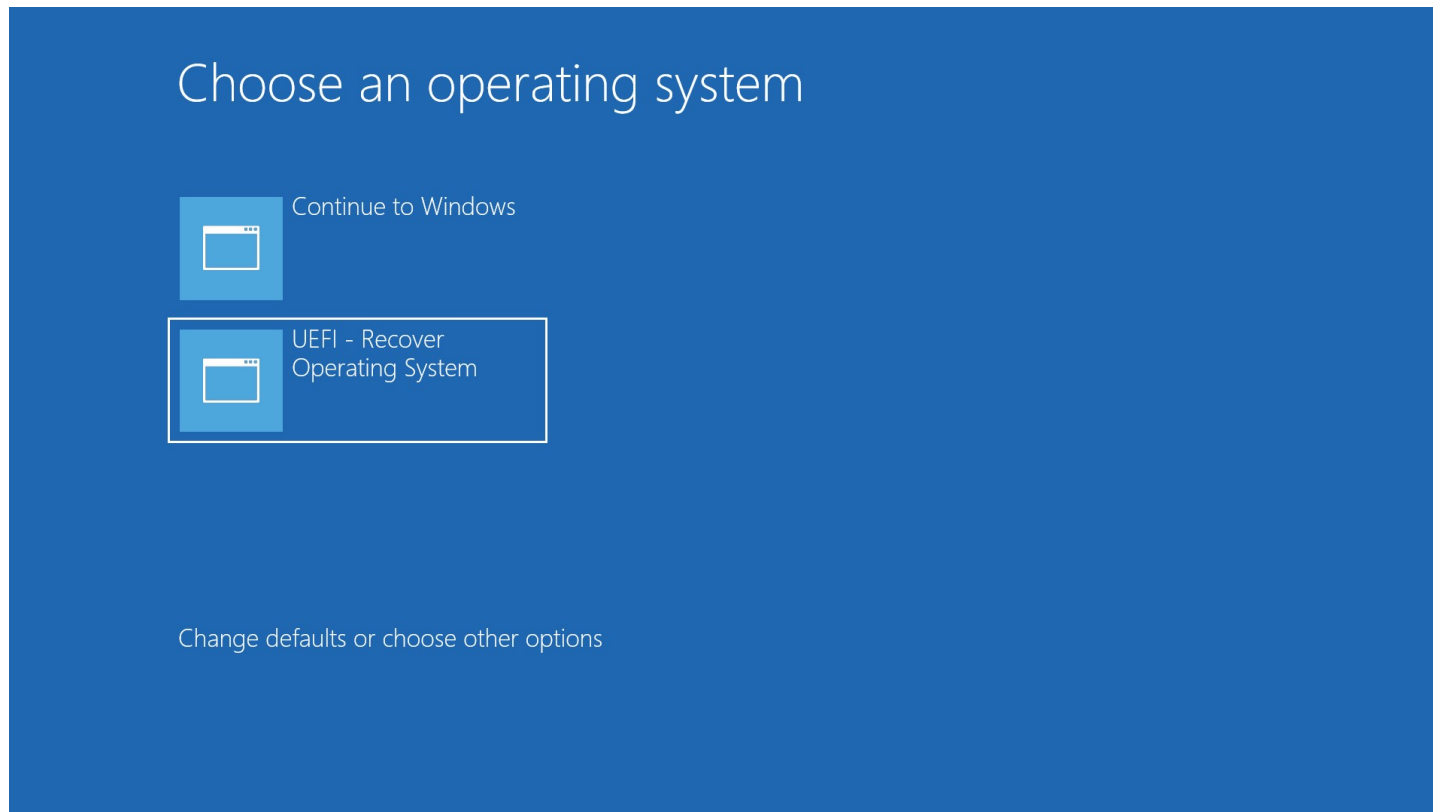 Choose an operating system
Continue to Windows
UEFI - Recover
Operating System
Change defaults or choose other options